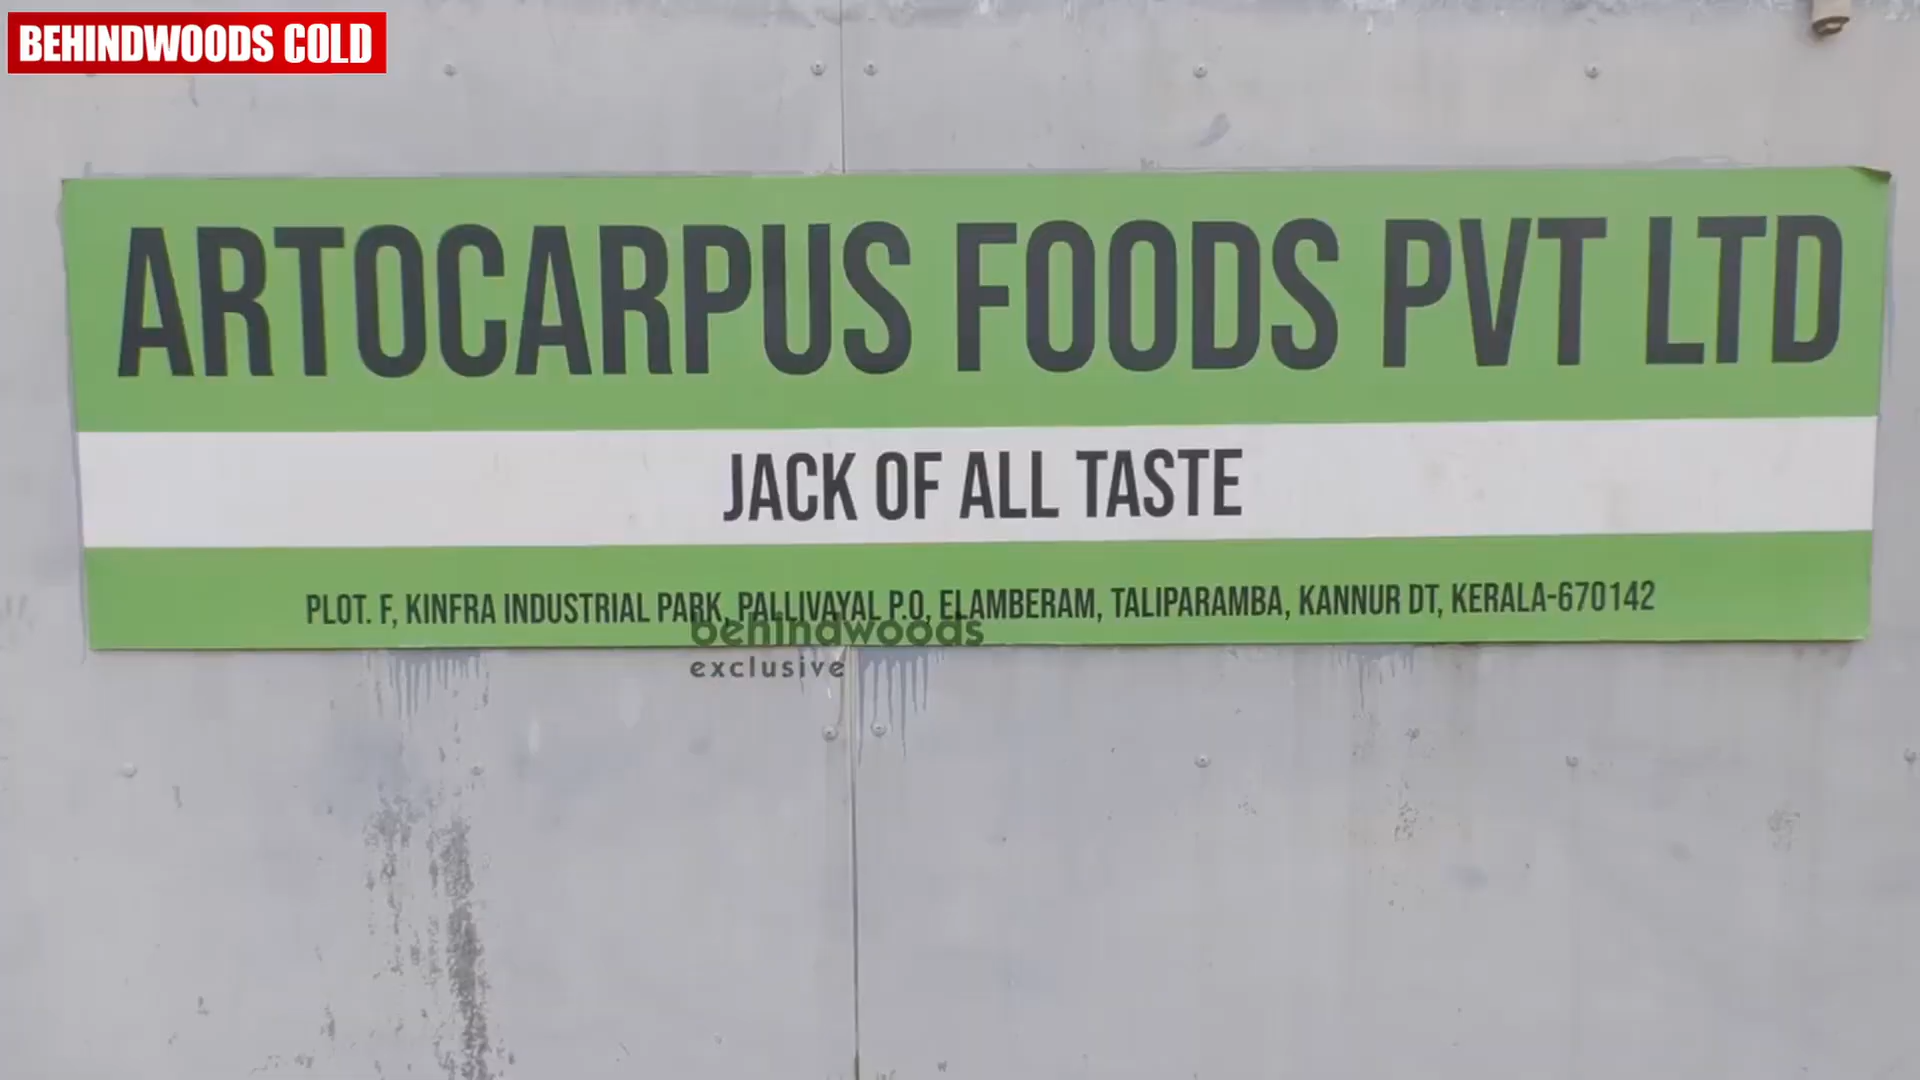 BEHINDWOODS COLD
ARTOCARPUS FOODS PVT LTD
JACK OF ALL TASTE
PLOT. F, KINFRA INDUSTRIAL PARK, PALLIVAYAL P.O, ELAMBERAM, TALIPARAMBA, KANNUR DT, KERALA-670142
behindwoods
exclusive